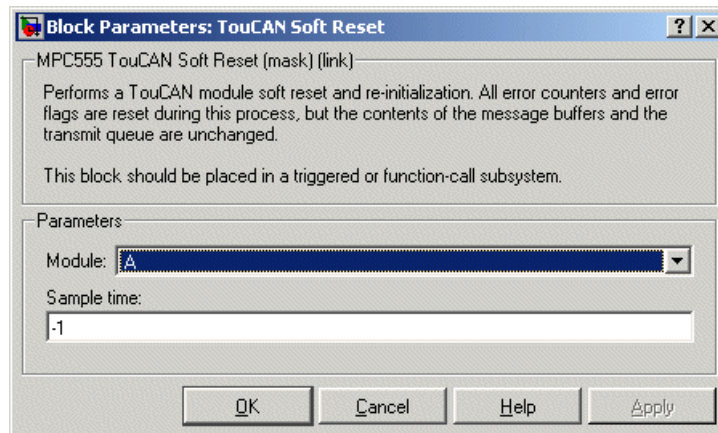 Block Parameters: TouCAN Soft Reset
MPC555 TouCAN Soft Reset (mask) (link)
Performs a TouCAN module soft reset and re-initialization. All error counters and error
flags are reset during this process, but the contents of the message buffers and the
transmit queue are unchanged.
This block should be placed in a triggered or function-call subsystem.
Parameters
Module: A
Sample time:
-1
OK Cancel Help Apply